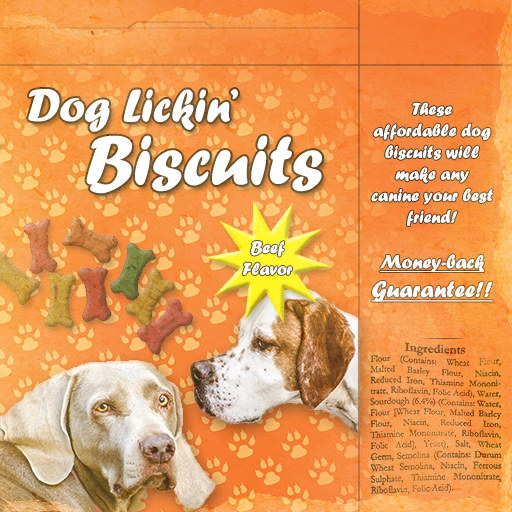 Dog Lickin'
Biscuits
Beef
Flavor
These
affordable dog
biscuits will
make any
canine your best
friend!
Money-back
Guarantee!!
Ingredients
Flour (Contains: Wheat Flour,
Malted Barley Flour, Niacin,
Reduced Iron, Thiamine Mononi-
trate, Riboflavin, Folic Acid), Water,
Sourdough (6.4%) (Contains: Water,
Flour [Wheat Flour, Malted Barley
Flour, Niacin, Reduced Iron,
Thiamine Mononitrate, Riboflavin,
Folic Acid], Yeast), Salt, Wheat
Germ, Semolina (Contains: Durum
Wheat Semolina, Niacin, Ferrous
Sulphate, Thiamine Mononitrate,
Riboflavin, Folic Acid),